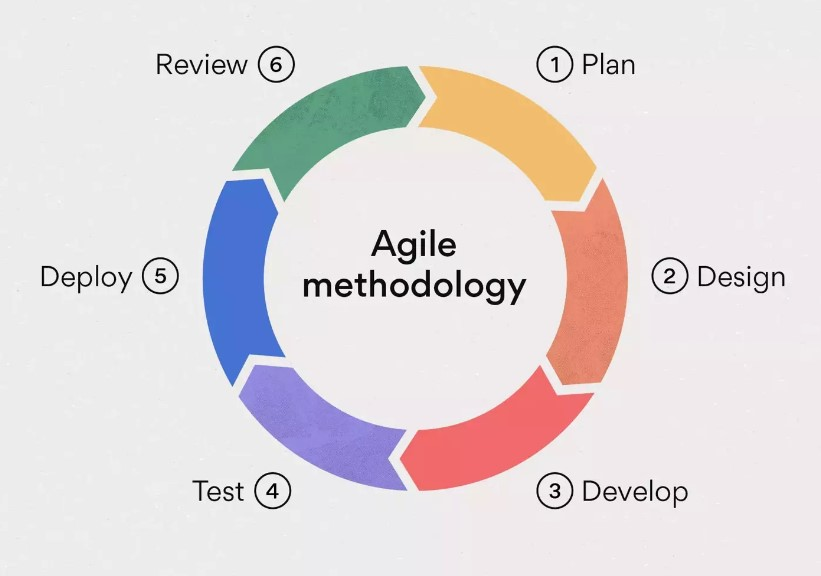 Agile
methodology
1 Plan
2 Design
3 Develop
4 Test
5 Deploy
6 Review